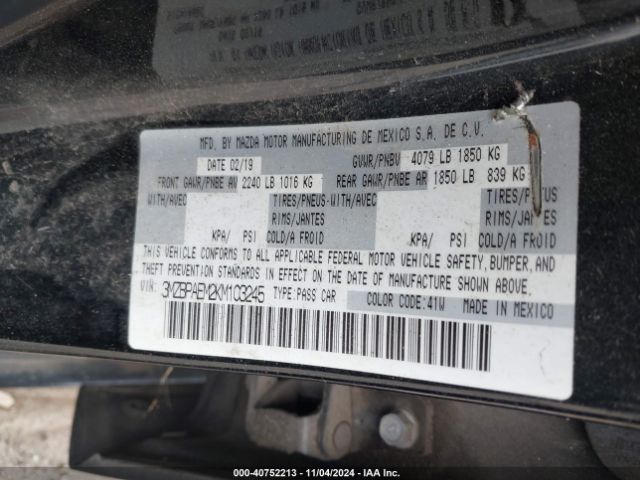 MFD. BY MAZDA MOTOR MANUFACTURING DE MEXICO S.A. DE C.V.
DATE 02/19 GVWR/PNBV 4079 LB 1850 KG
FRONT GAWR/PNBE AV 2240 LB 1016 KG REAR GAWR/PNBE AR 1850 LB 839 KG
WITH/AVEC TIRES/PNEUS WITH/AVEC TIRES/PNEUS
RIMS/JANTES RIMS/JANTES
KPA/ PSI COLD/A FROID KPA/ PSI COLD/A FROID
THIS VEHICLE CONFORMS TO ALL APPLICABLE FEDERAL MOTOR VEHICLE SAFETY, BUMPER, AND
THEFT PREVENTION STANDARDS IN EFFECT ON THE DATE OF MANUFACTURE SHOWN ABOVE.
VIN: 3MZBPAEM2KM103245 TYPE:PASS CAR COLOR CODE:41W MADE IN MEXICO
000-40752213 - 11/04/2024 - IAA Inc.